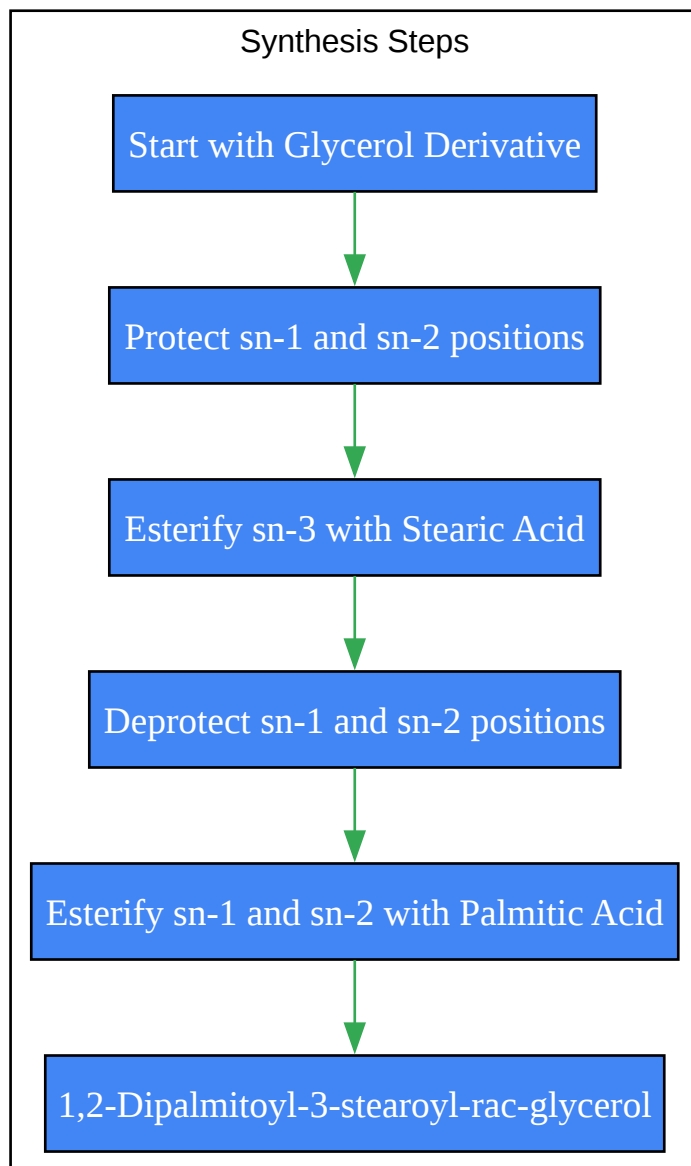 Synthesis Steps
Start with Glycerol Derivative
Protect sn-1 and sn-2 positions
Esterify sn-3 with Stearic Acid
Deprotect sn-1 and sn-2 positions
Esterify sn-1 and sn-2 with Palmitic Acid
1,2-Dipalmitoyl-3-stearoyl-rac-glycerol